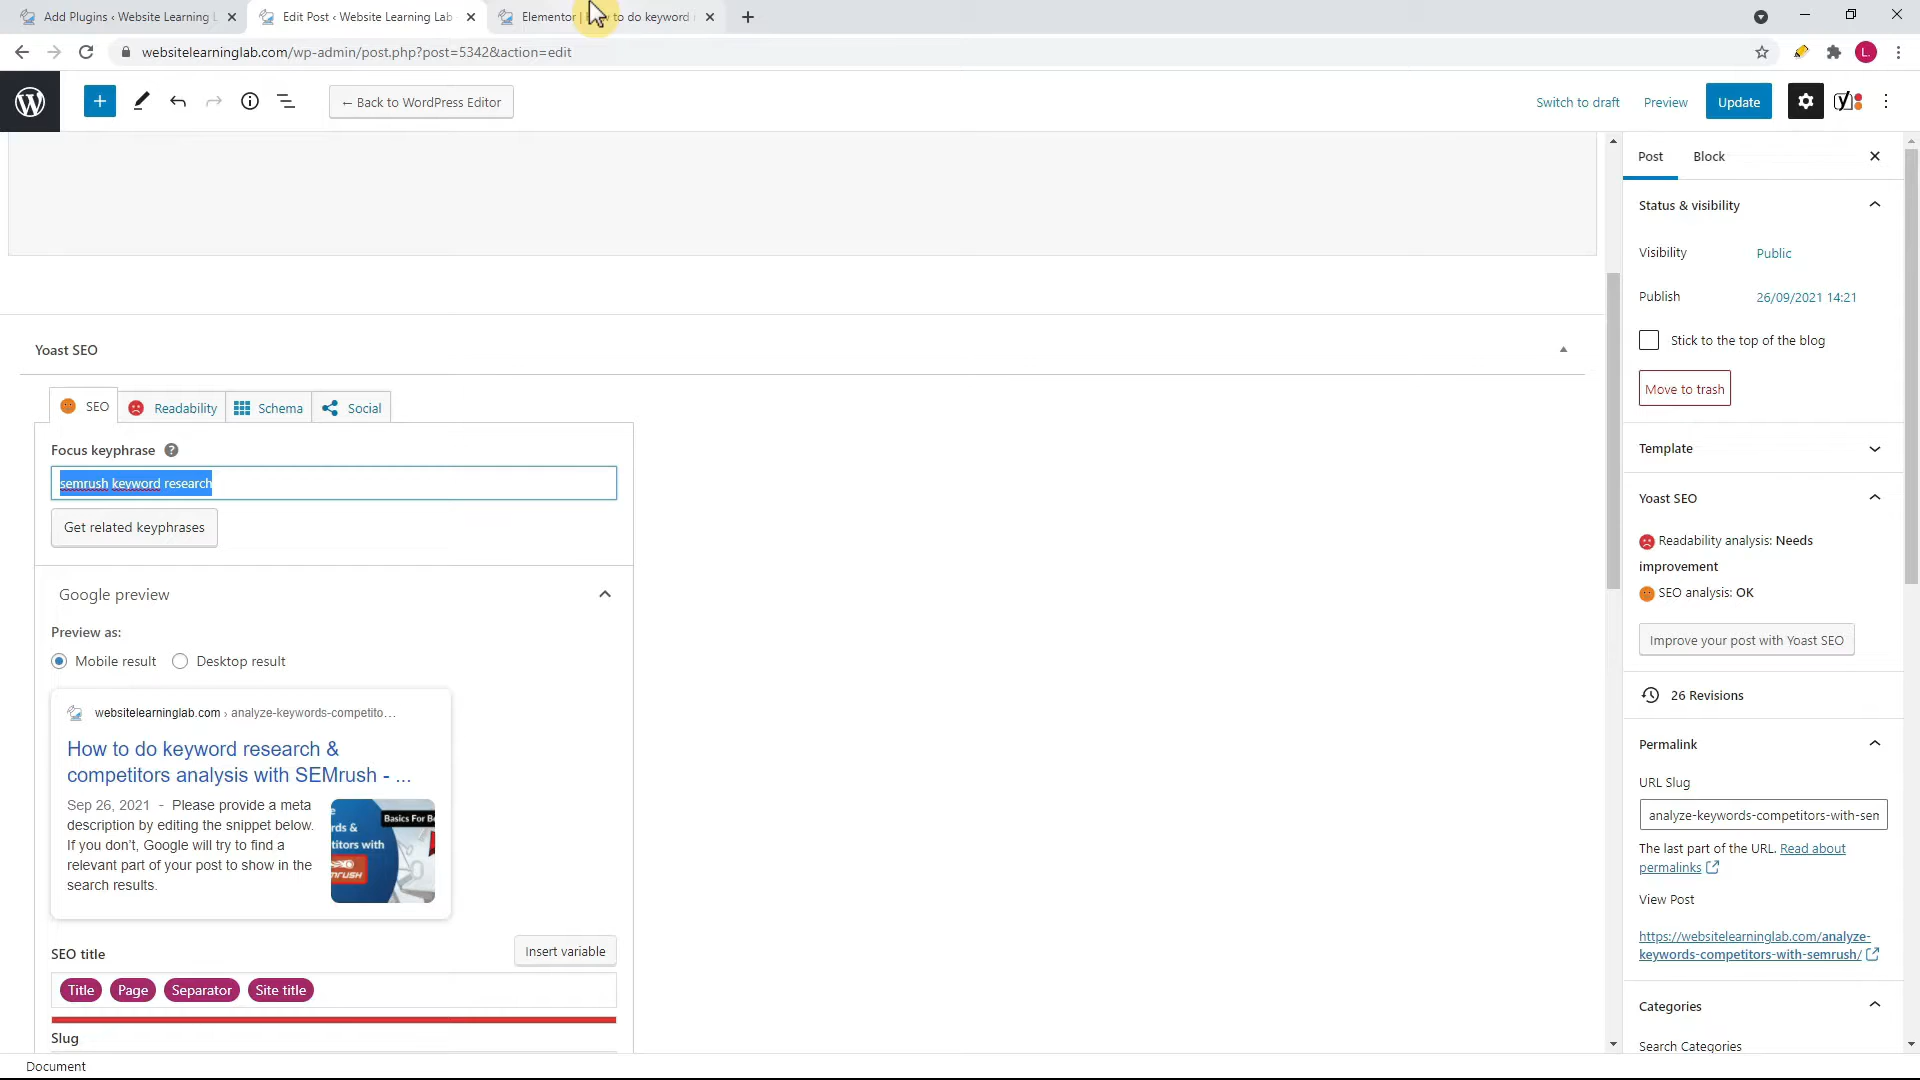 Add Plugins ‹ Website Learning L
Edit Post ‹ Website Learning Lab
Elementor | How to do keyword
websitelearninglab.com/wp-admin/post.php?post=5342&action=edit
L
← Back to WordPress Editor
Switch to draft
Preview
Update
Post
Block
Status & visibility
Visibility
Public
Publish
26/09/2021 14:21
Stick to the top of the blog
Move to trash
Template
Yoast SEO
Readability analysis: Needs
improvement
SEO analysis: OK
Improve your post with Yoast SEO
26 Revisions
Permalink
URL Slug
analyze-keywords-competitors-with-sem
The last part of the URL. Read about
permalinks
View Post
https://websitelearninglab.com/analyze-
keywords-competitors-with-semrush/
Categories
Search Categories
Yoast SEO
SEO
Readability
Schema
Social
Focus keyphrase
semrush keyword research
Get related keyphrases
Google preview
Preview as:
Mobile result
Desktop result
websitelearninglab.com › analyze-keywords-competito…
How to do keyword research &
competitors analysis with SEMrush - ...
Sep 26, 2021 - Please provide a meta
description by editing the snippet below.
If you don't, Google will try to find a
relevant part of your post to show in the
search results.
Basics For Be
rds &
titors with
MRUSH
SEO title
Insert variable
Title
Page
Separator
Site title
Slug
Document